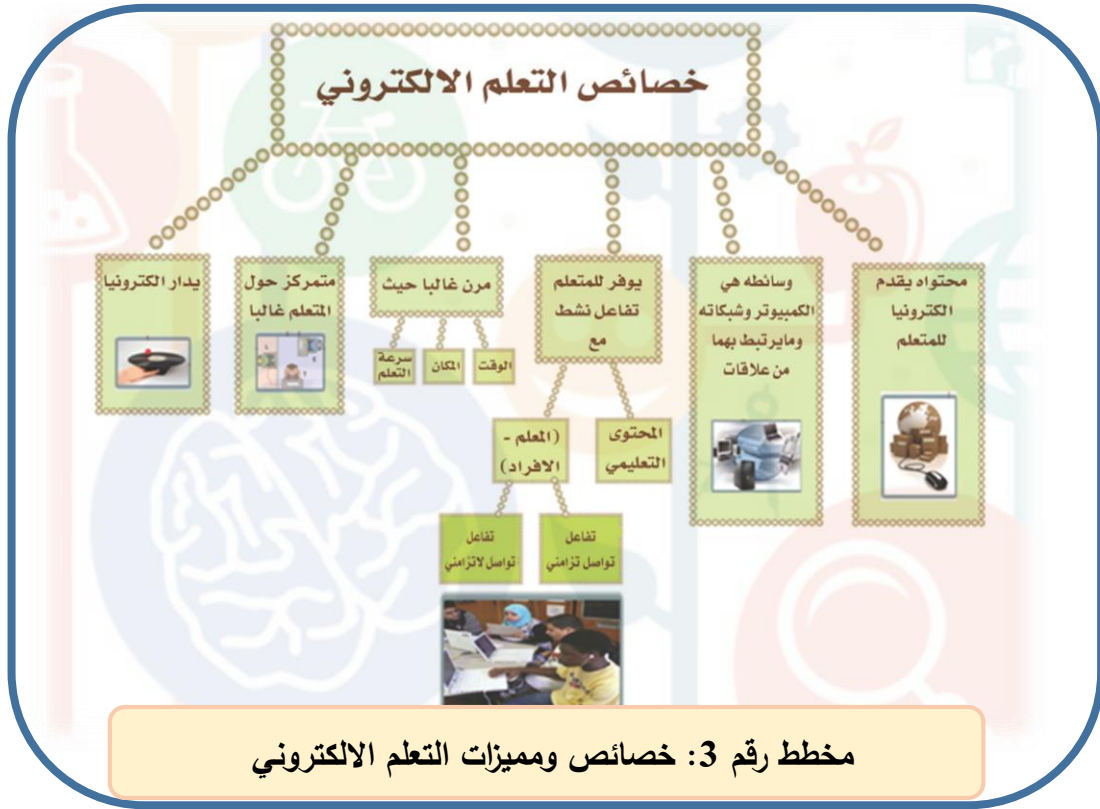 خصائص التعلم الالكتروني
محتواه يقدم
الكترونيا
للمتعلم
وسائطه هي
الكمبيوتر وشبكاته
ومايرتبط بهما
من علاقات
يوفر للمتعلم
تفاعل نشط
مع
المحتوى
التعليمي
(المعلم -
الافراد)
تفاعل
تواصل تزامني
تفاعل
تواصل لاتزامني
مرن غالبا حيث
الوقت
المكان
سرعة
التعلم
متمركز حول
المتعلم غالبا
يدار الكترونيا
مخطط رقم 3: خصائص ومميزات التعلم الالكتروني